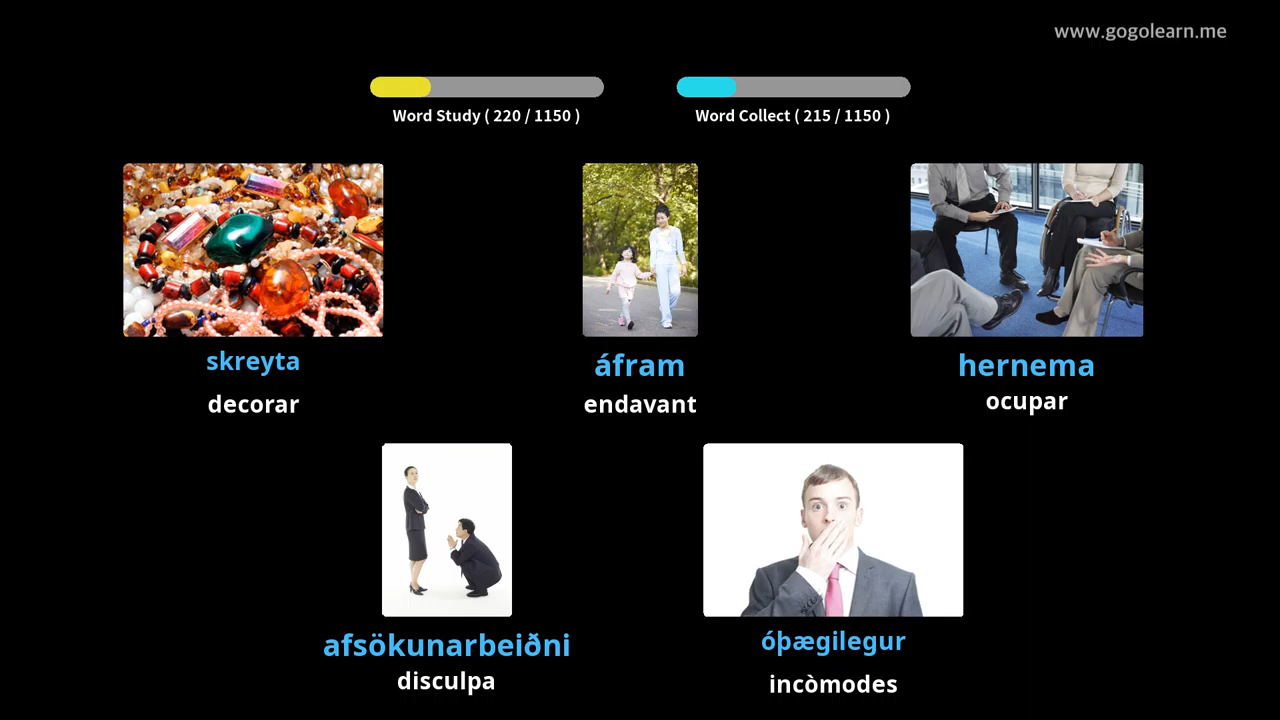 www.gogolearn.me
Word Study ( 220 / 1150 )
Word Collect ( 215 / 1150 )
skreyta
decorar
áfram
endavant
hernema
ocupar
afsökunarbeiðni
disculpa
óþægilegur
incòmodes